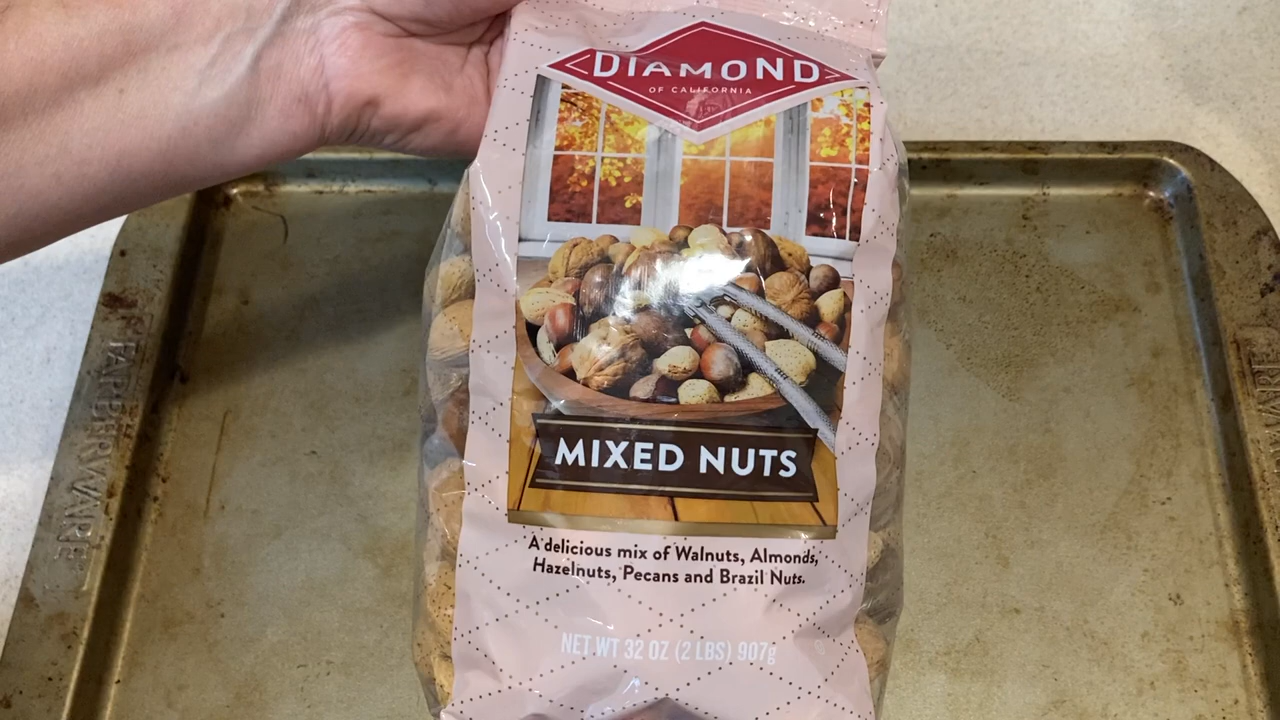 DIAMOND
OF CALIFORNIA
MIXED NUTS
A delicious mix of Walnuts, Almonds,
Hazelnuts, Pecans and Brazil Nuts.
NET WT 32 OZ (2 LBS) 907g
FARBERWARE